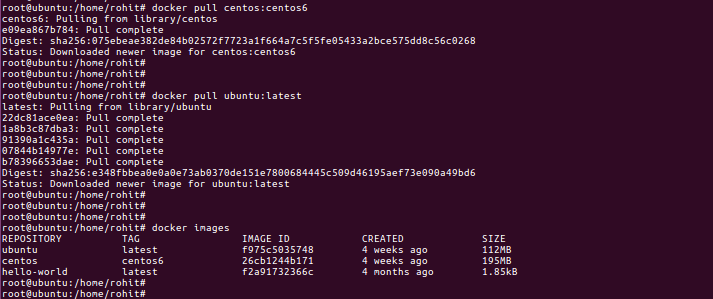 root@ubuntu:/home/rohit# docker pull centos:centos6
centos6: Pulling from library/centos
e09ea867b784: Pull complete
Digest: sha256:075ebeae382de84b02572f7723a1f664a7c5f5fe05433a2bce575dd8c56c0268
Status: Downloaded newer image for centos:centos6
root@ubuntu:/home/rohit#
root@ubuntu:/home/rohit#
root@ubuntu:/home/rohit#
root@ubuntu:/home/rohit# docker pull ubuntu:latest
latest: Pulling from library/ubuntu
22dc81ace0ea: Pull complete
1a8b3c87dba3: Pull complete
91390a1c435a: Pull complete
07844b14977e: Pull complete
b78396653dae: Pull complete
Digest: sha256:e348fbbea0e0a0e73ab0370de151e7800684445c509d46195aef73e090a49bd6
Status: Downloaded newer image for ubuntu:latest
root@ubuntu:/home/rohit#
root@ubuntu:/home/rohit#
root@ubuntu:/home/rohit#
root@ubuntu:/home/rohit# docker images
REPOSITORY TAG IMAGE ID CREATED SIZE
ubuntu latest f975c5035748 4 weeks ago 112MB
centos centos6 26cb1244b171 4 weeks ago 195MB
hello-world latest f2a91732366c 4 months ago 1.85kB
root@ubuntu:/home/rohit#
root@ubuntu:/home/rohit#